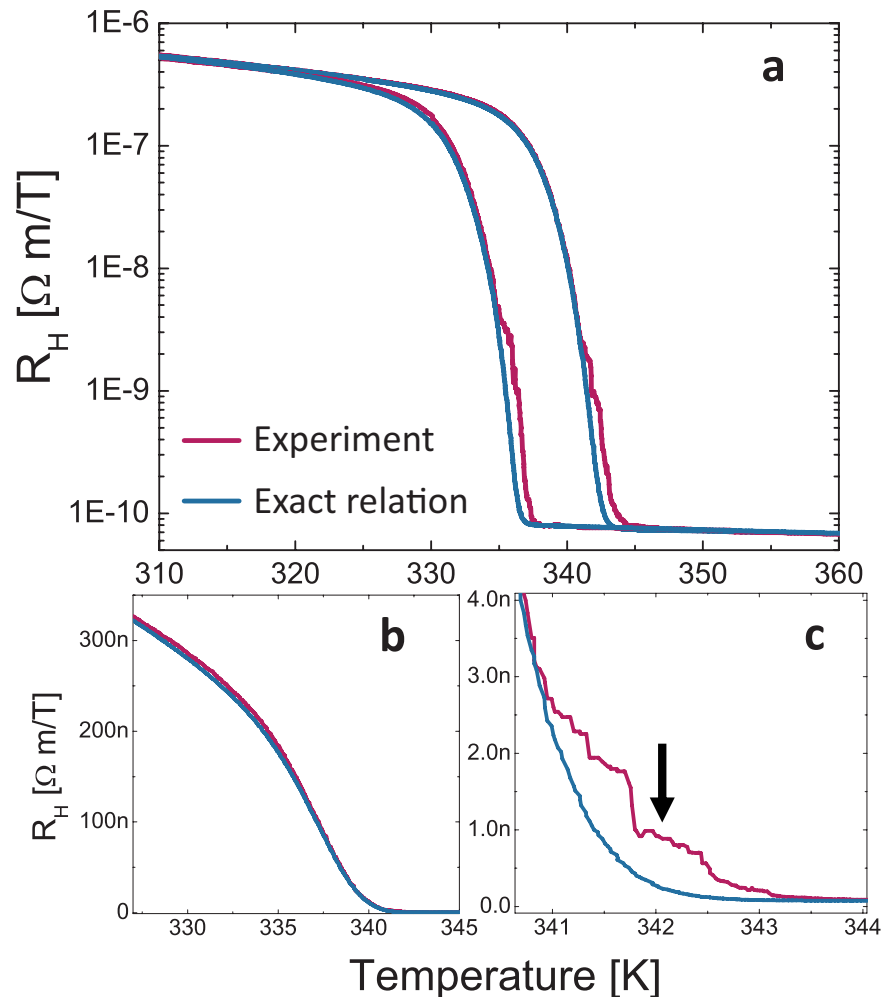 1E-6
a
1E-7
1E-8
1E-9
1E-10
R_H [Ω m/T]
Experiment
Exact relation
310 320 330 340 350 360
b
300n
200n
100n
0
R_H [Ω m/T]
330 335 340 345
c
4.0n
3.0n
2.0n
1.0n
0.0
341 342 343 344
Temperature [K]